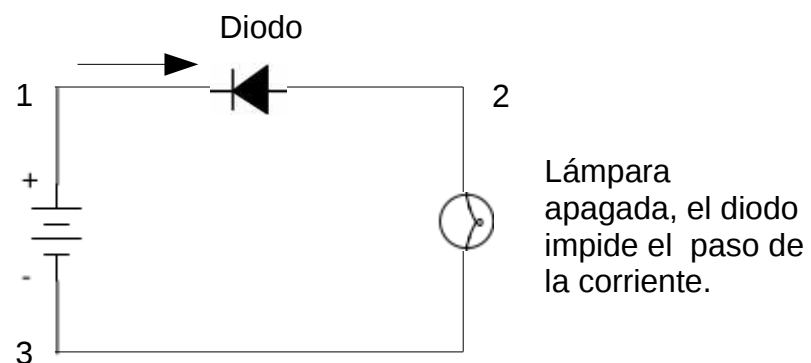 Diodo
1
2
+
Lámpara
apagada, el diodo
impide el paso de
la corriente.
-
3